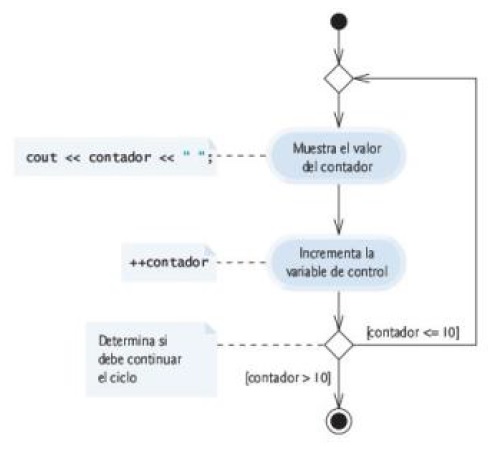 Muestra el valor
del contador
cout << contador << " ";
Incrementa la
variable de control
++contador
Determina si
debe continuar
el ciclo
[contador <= 10]
[contador > 10]